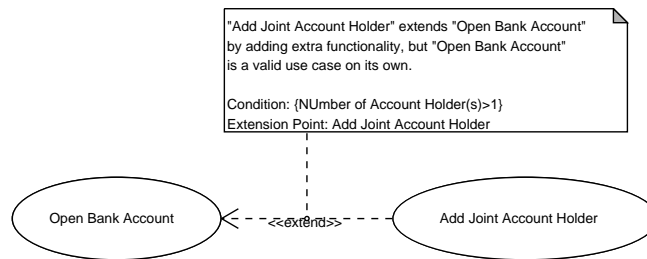 "Add Joint Account Holder" extends "Open Bank Account"
by adding extra functionality, but "Open Bank Account"
is a valid use case on its own.
Condition: {NUmber of Account Holder(s)>1}
Extension Point: Add Joint Account Holder
Open Bank Account
<<extend>>
Add Joint Account Holder